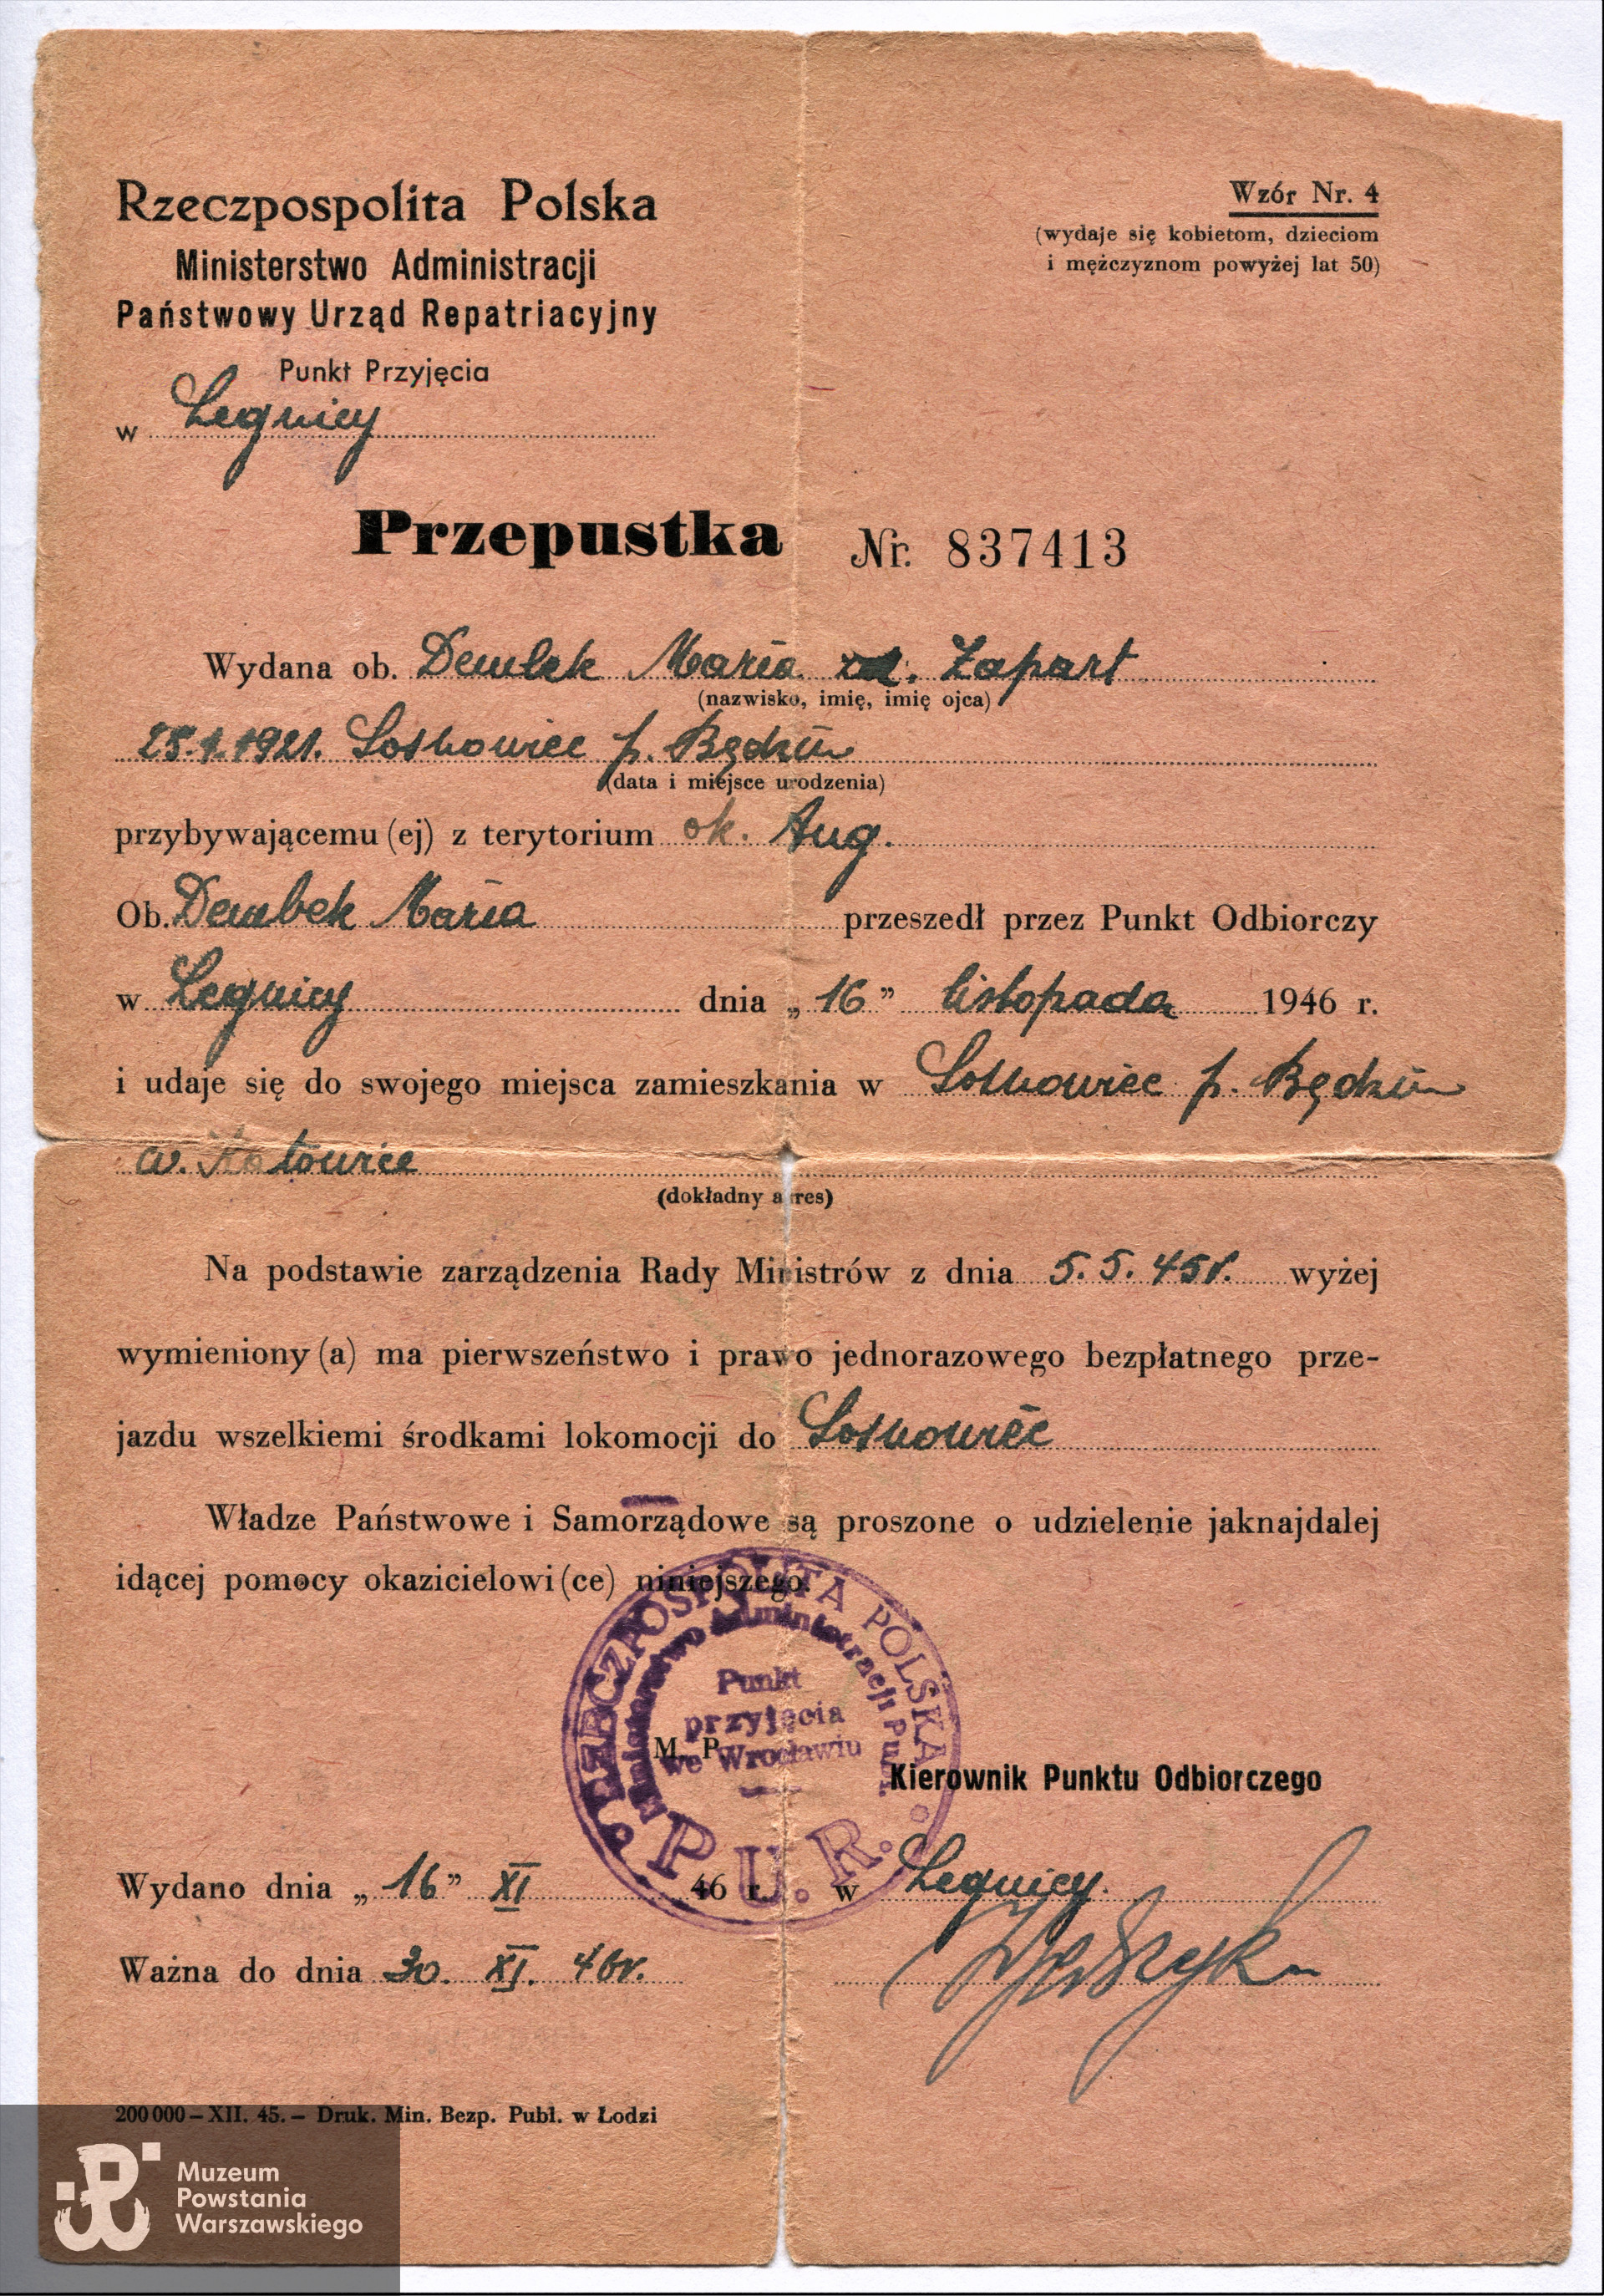 Rzeczpospolita Polska
Ministerstwo Administracji
Państwowy Urząd Repatriacyjny
Punkt Przyjęcia
w Legnicy
Wzór Nr. 4
(wydaje się kobietom, dzieciom
i mężczyznom powyżej lat 50)
Przepustka Nr. 837413
Wydana ob. Dembek Maria Zapart
(nazwisko, imię, imię ojca)
25.1.1921. Sosnowiec p. Będzin
(data i miejsce urodzenia)
przybywającemu (ej) z terytorium ok. Ang.
Ob. Dembek Maria przeszedł przez Punkt Odbiorczy
w Legnicy dnia „16” listopada 1946 r.
i udaje się do swojego miejsca zamieszkania w Sosnowiec p. Będzin
w. Katowice
(dokładny adres)
Na podstawie zarządzenia Rady Ministrów z dnia 5.5.45r. wyżej
wymieniony (a) ma pierwszeństwo i prawo jednorazowego bezpłatnego prze-
jazdu wszelkiemi środkami lokomocji do Sosnowiec
Władze Państwowe i Samorządowe są proszone o udzielenie jaknajdalej
idącej pomocy okazicielowi (ce) niniejszego.
RZECZPOSPOLITA POLSKA
Ministerstwo Administracji Publ.
Punkt
przyjęcia
we Wrocławiu
P. U. R.
M. P.
Kierownik Punktu Odbiorczego
Wydano dnia „16” XI 46 r. w Legnicy.
Ważna do dnia 30. XI. 46r.
200 000 – XII. 45. – Druk. Min. Bezp. Publ. w Łodzi
Muzeum
Powstania
Warszawskiego